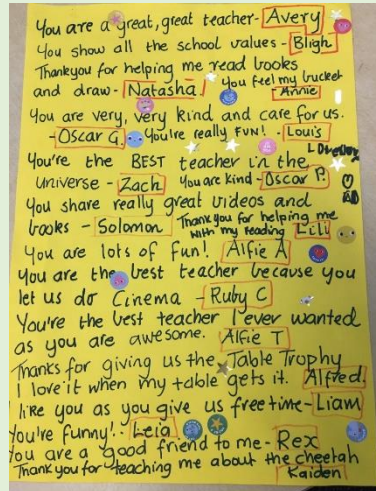 You are a great, great teacher- Avery
You show all the school values - Bligh
Thankyou for helping me read books
and draw- Natasha. You feel my bucket
- Annie
You are very, very kind and care for us.
- Oscar G. You're really FUN! - Louis
You're the BEST teacher in the
universe - Zach You are kind - Oscar P.
You share really great videos and
books - Solomon Thank you for helping me
with my reading Lili
You are lots of fun! Alfie A
You are the best teacher because you
let us do Cinema - Ruby C
You're the best teacher I ever wanted
as you are awesome. Alfie T
Thanks for giving us the Table Trophy
I love it when my table gets it. Alfred.
I like you as you give us free time - Liam
You're funny! - Leia.
You are a good friend to me - Rex
Thank you for teaching me about the cheetah
Kaiden